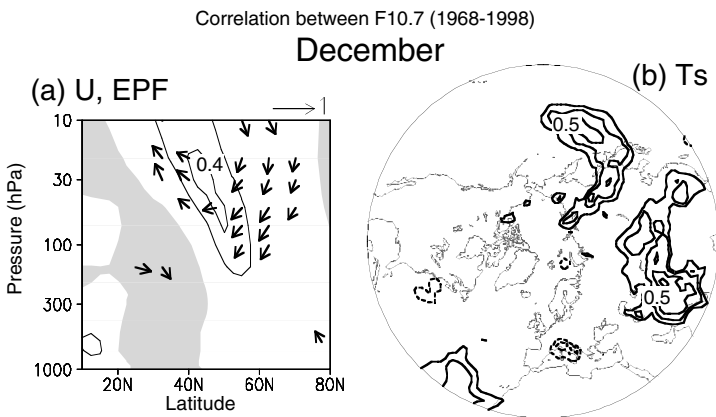 Correlation between F10.7 (1968-1998)
December
(a) U, EPF
1
(b) Ts
10
30
100
300
1000
Pressure (hPa)
0.4
20N 40N 60N 80N
Latitude
0.5
0.5